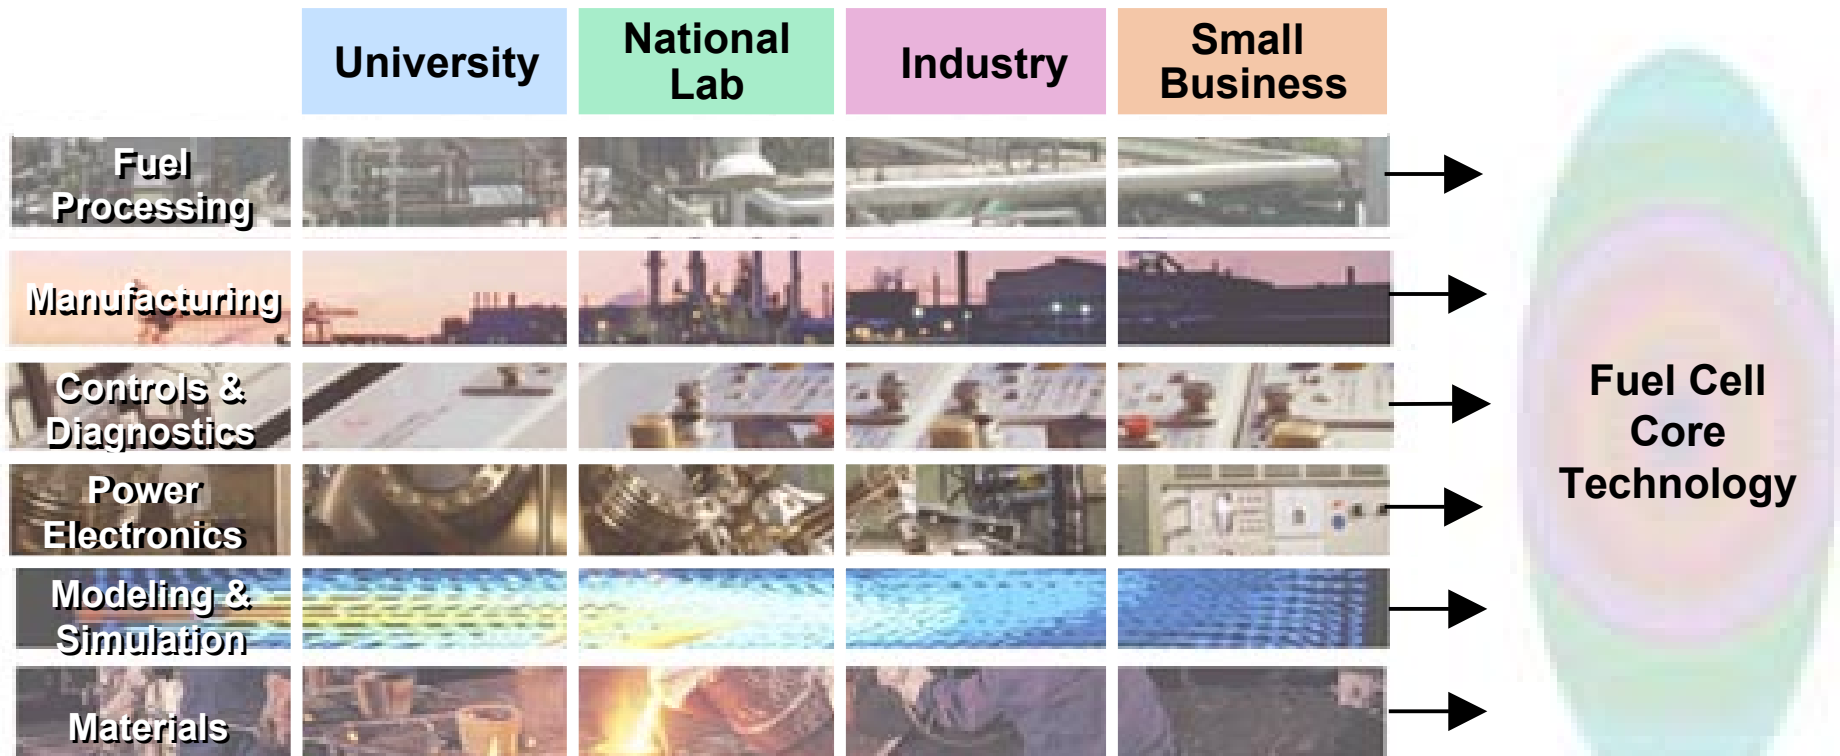 University
National
Lab
Industry
Small
Business
Fuel
Processing
Manufacturing
Controls &
Diagnostics
Power
Electronics
Modeling &
Simulation
Materials
Fuel Cell
Core
Technology